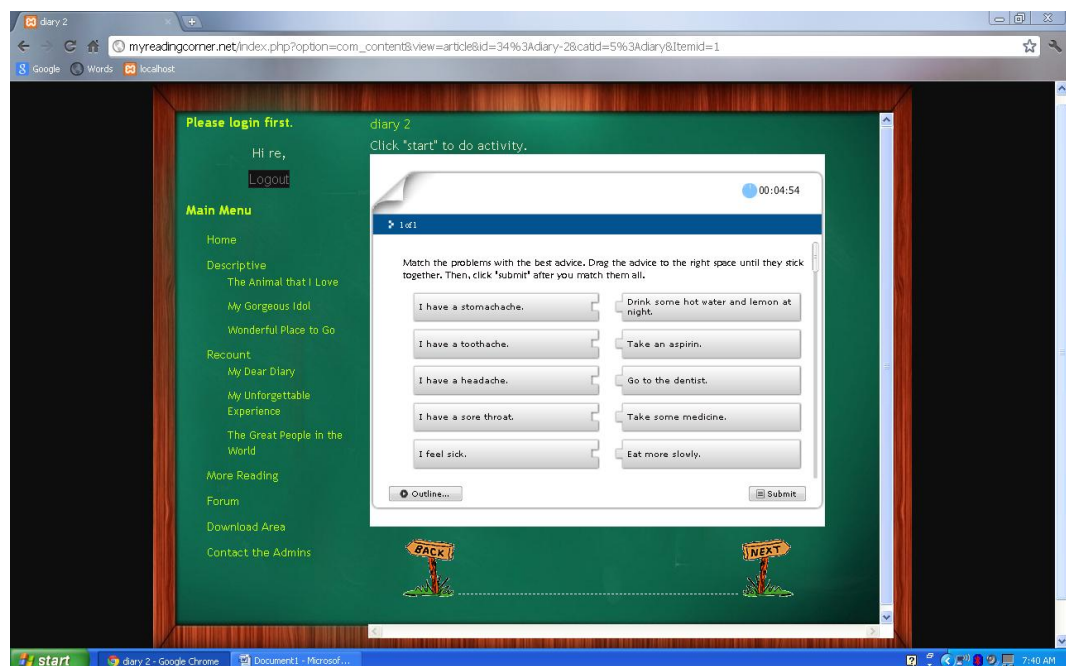 diary 2
myreadingcorner.net/index.php?option=com_content&view=article&id=34%3Adiary-2&catid=5%3Adiary&Itemid=1
Google Words localhost
Please login first.
Hi re,
Logout
Main Menu
Home
Descriptive
The Animal that I Love
My Gorgeous Idol
Wonderful Place to Go
Recount
My Dear Diary
My Unforgettable
Experience
The Great People in the
World
More Reading
Forum
Download Area
Contact the Admins
diary 2
Click "start" to do activity.
00:04:54
1 of 1
Match the problems with the best advice. Drag the advice to the right space until they stick
together. Then, click "submit" after you match them all.
I have a stomachache.
Drink some hot water and lemon at
night.
I have a toothache.
Take an aspirin.
I have a headache.
Go to the dentist.
I have a sore throat.
Take some medicine.
I feel sick.
Eat more slowly.
Outline...
Submit
BACK
NEXT
start
diary 2 - Google Chrome
Document1 - Microsof...
7:40 AM